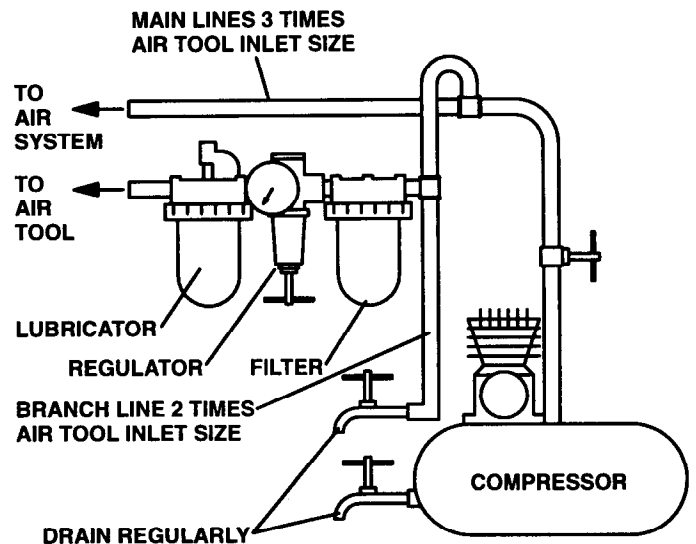 MAIN LINES 3 TIMES
AIR TOOL INLET SIZE
TO
AIR
SYSTEM
TO
AIR
TOOL
LUBRICATOR
REGULATOR
FILTER
BRANCH LINE 2 TIMES
AIR TOOL INLET SIZE
COMPRESSOR
DRAIN REGULARLY